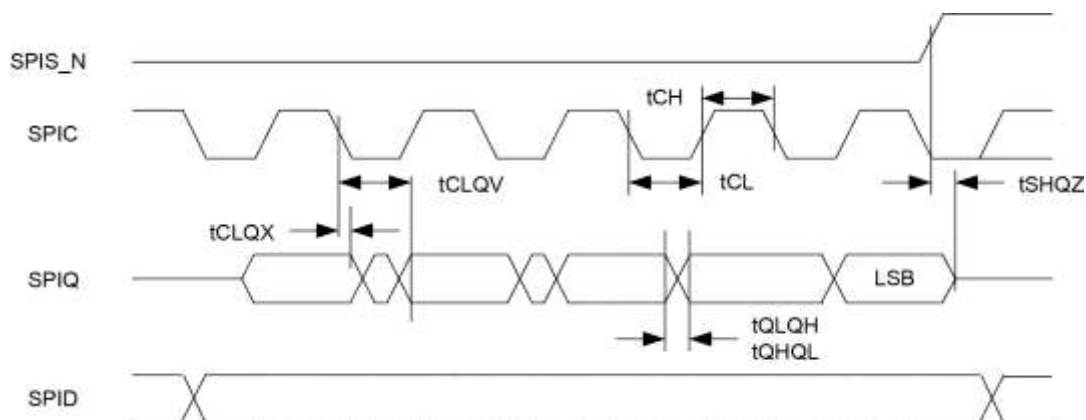 SPIS_N
tCH
SPIC
tCLQV
tCL
tSHQZ
tCLQX
SPIQ
LSB
tQLQH
tQHQL
SPID